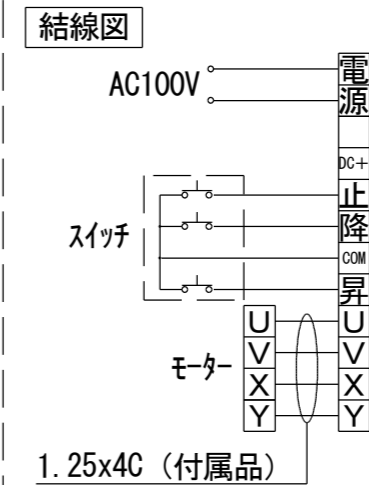 結線図
AC100V
電
源
DC+
止
降
COM
昇
スイッチ
モーター
U U
V V
X X
Y Y
1.25x4C (付属品)